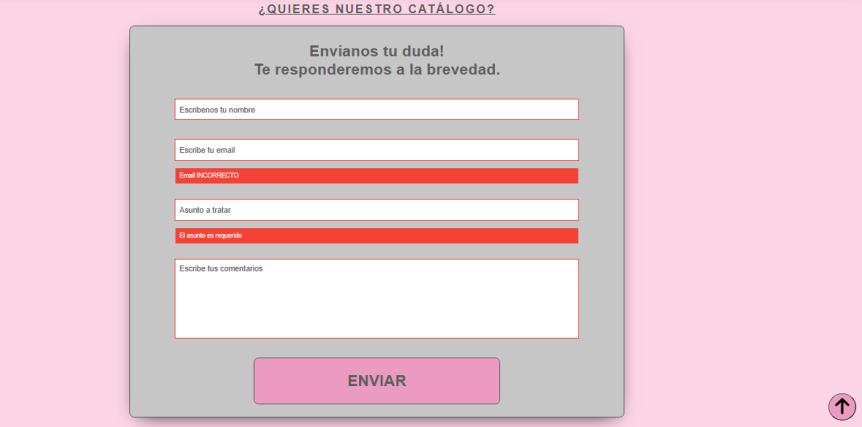 ¿QUIERES NUESTRO CATÁLOGO?
Envianos tu duda!
Te responderemos a la brevedad.
Escribenos tu nombre
Escribe tu email
Email INCORRECTO
Asunto a tratar
El asunto es requerido
Escribe tus comentarios
ENVIAR